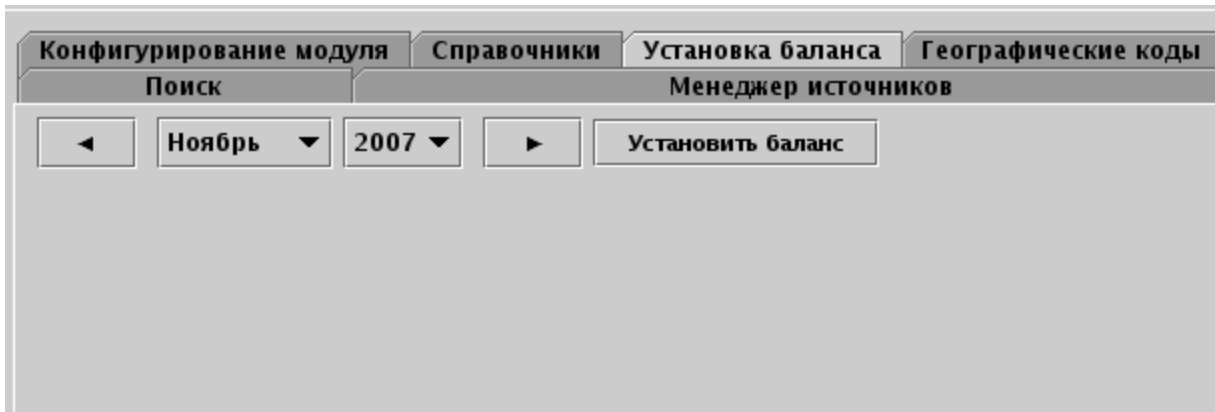 Конфигурирование модуля Справочники Установка баланса Географические коды
Поиск Менеджер источников
Ноябрь 2007 Установить баланс